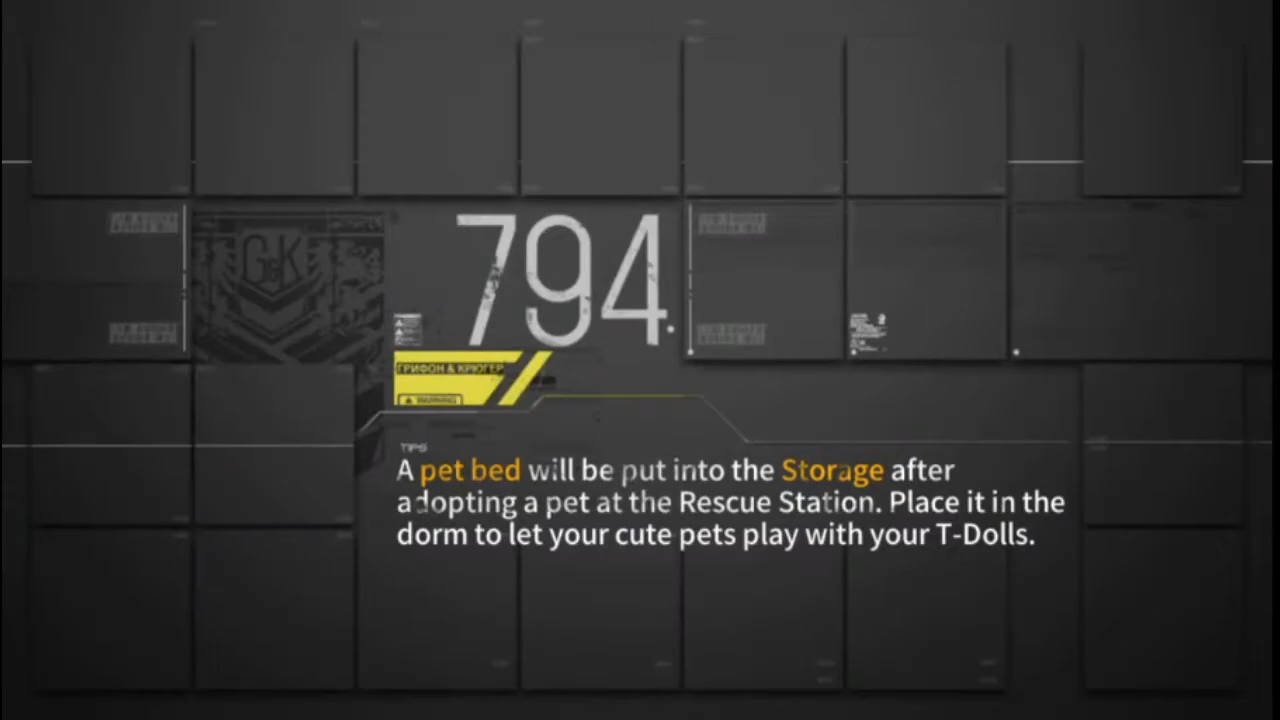 G&K
794.
ГРИФОН & КРЮГЕР
WARNING
TIPS
A pet bed will be put into the Storage after
adopting a pet at the Rescue Station. Place it in the
dorm to let your cute pets play with your T-Dolls.